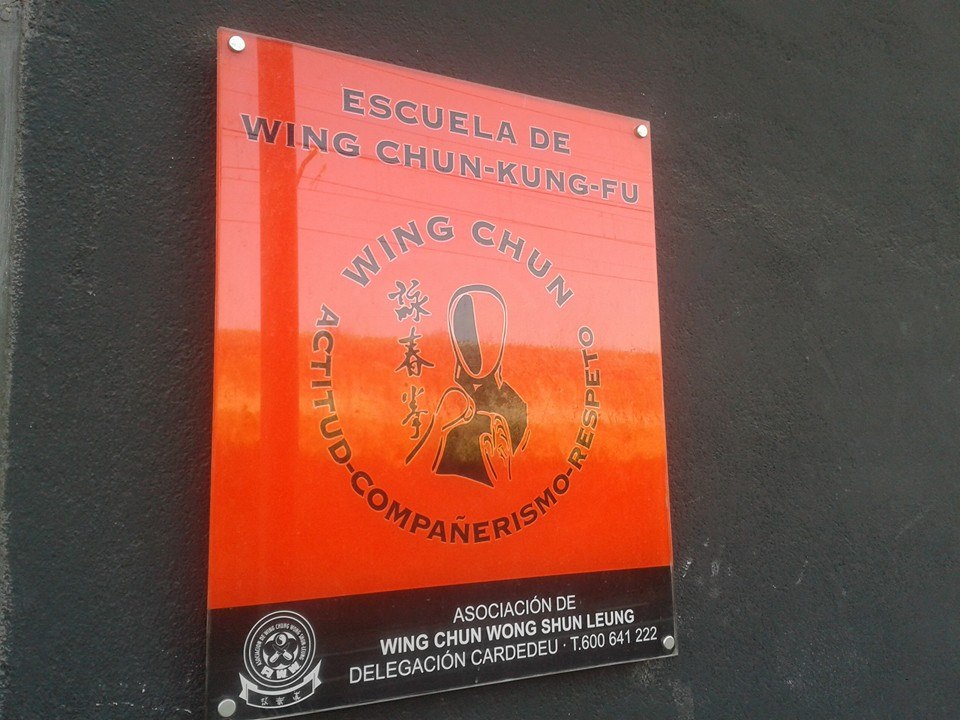 ESCUELA DE
WING CHUN-KUNG-FU
WING CHUN
詠春拳
ACTITUD-COMPAÑERISMO-RESPETO
ASOCIACIÓN DE
WING CHUN WONG SHUN LEUNG
DELEGACIÓN CARDEDEU · T.600 641 222